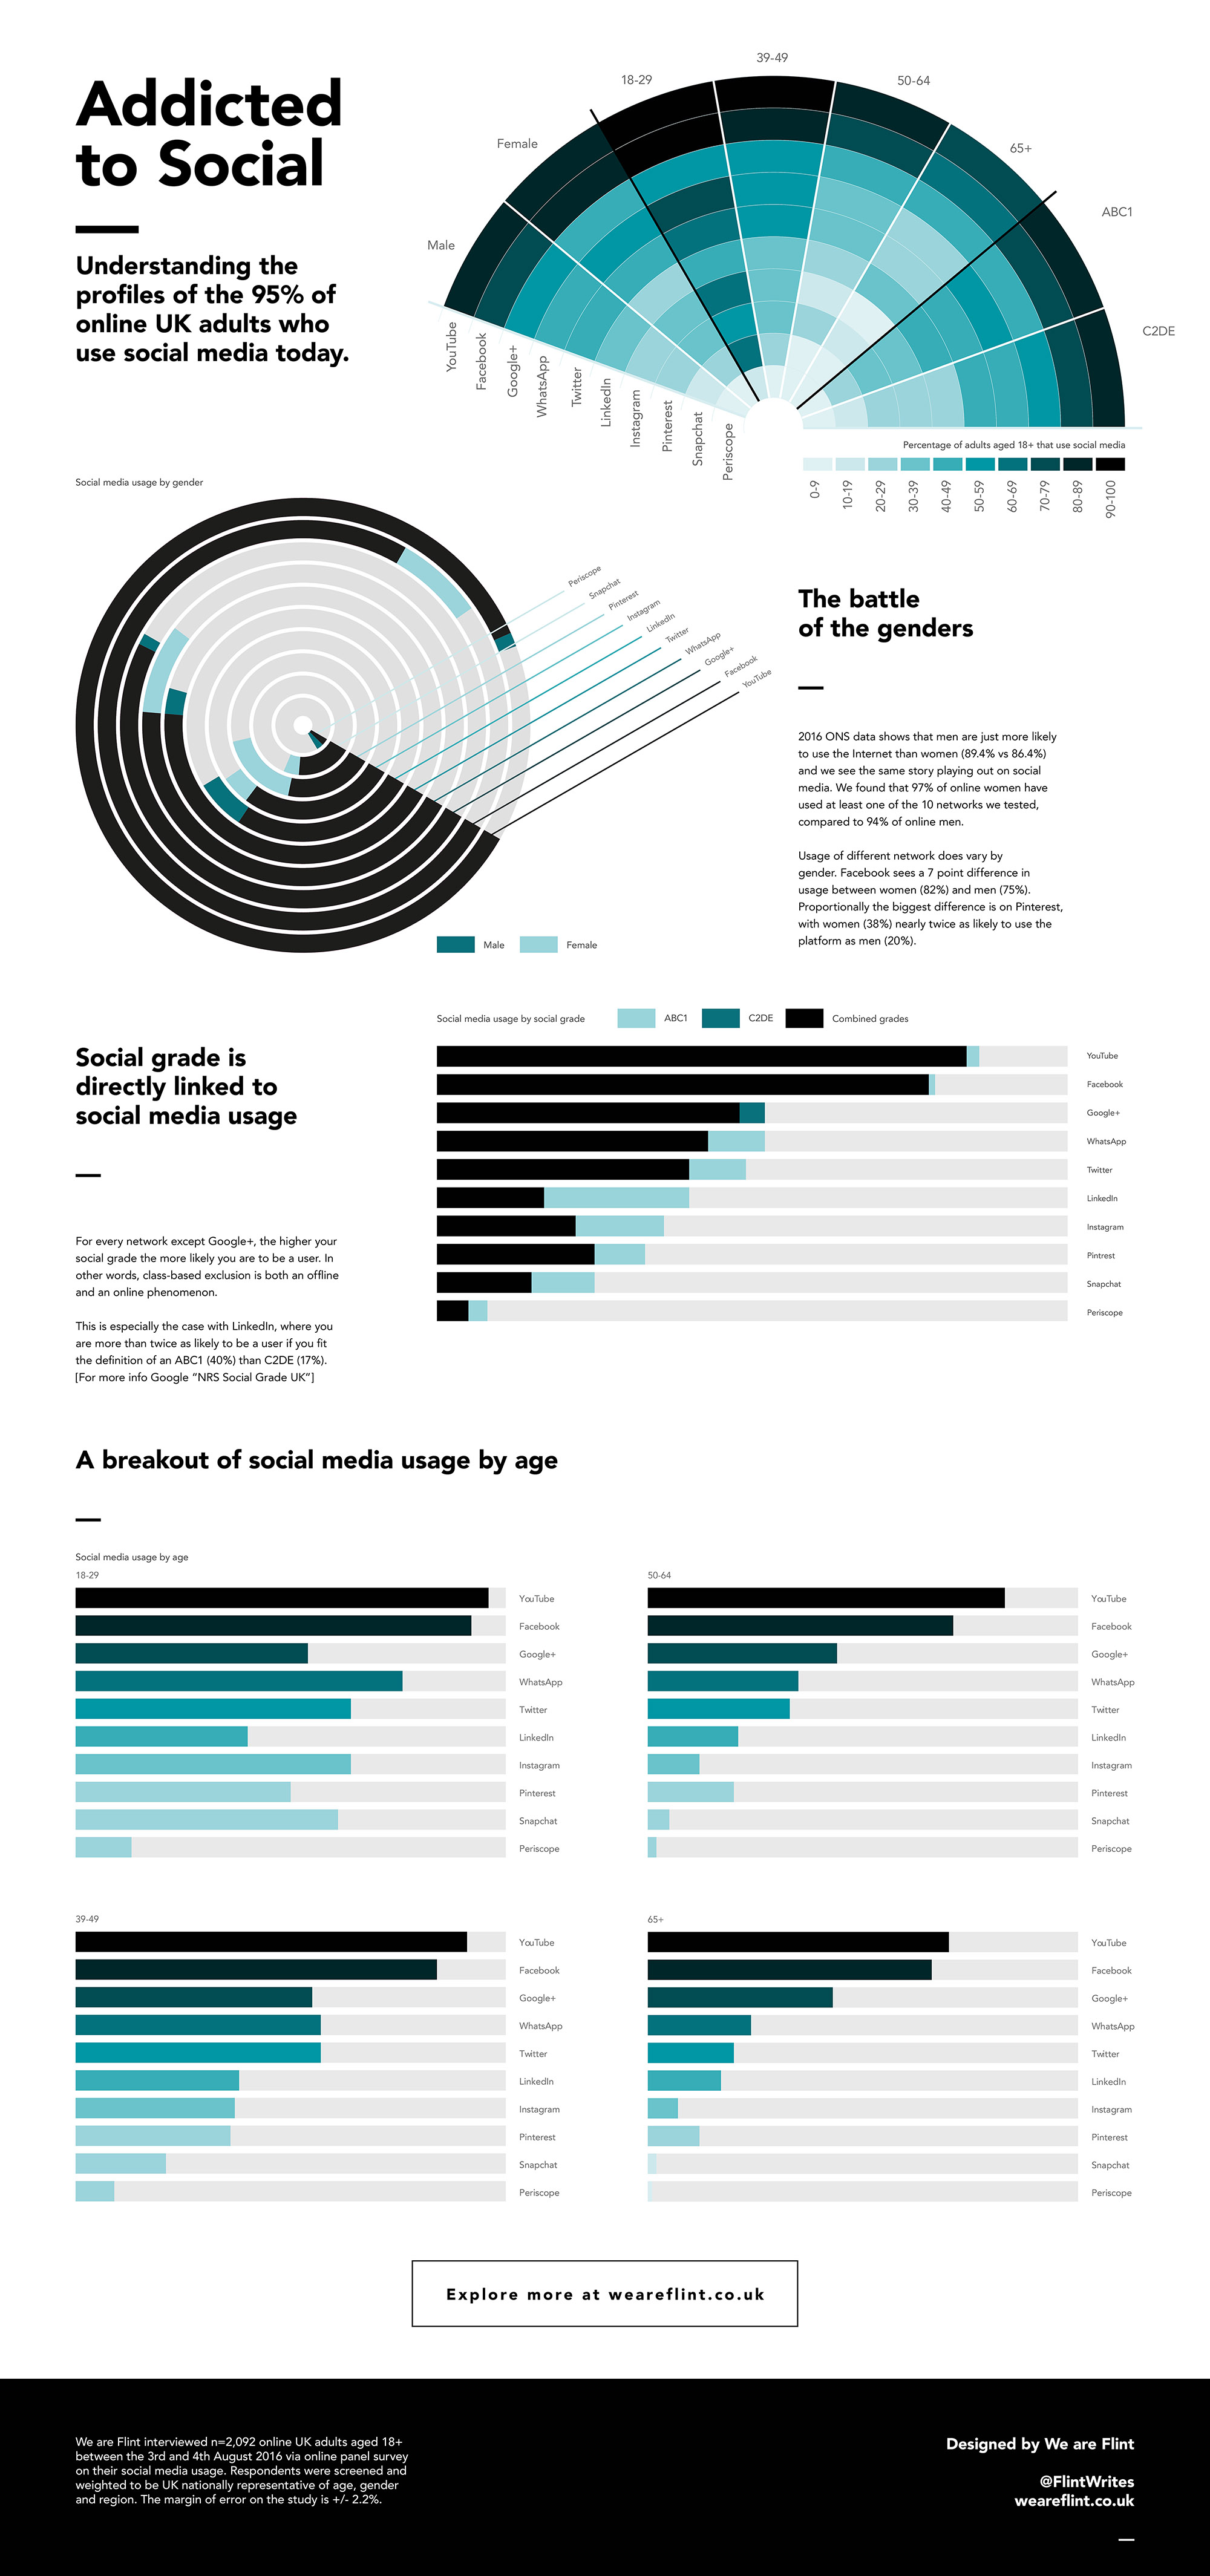 Addicted
to Social
Understanding the
profiles of the 95% of
online UK adults who
use social media today.
Male
Female
18-29
39-49
50-64
65+
ABC1
C2DE
YouTube
Facebook
Google+
WhatsApp
Twitter
LinkedIn
Instagram
Pinterest
Snapchat
Periscope
Percentage of adults aged 18+ that use social media
0-9
10-19
20-29
30-39
40-49
50-59
60-69
70-79
80-89
90-100
Social media usage by gender
Periscope
Snapchat
Pinterest
Instagram
LinkedIn
Twitter
WhatsApp
Google+
Facebook
YouTube
Male
Female
The battle
of the genders
2016 ONS data shows that men are just more likely
to use the Internet than women (89.4% vs 86.4%)
and we see the same story playing out on social
media. We found that 97% of online women have
used at least one of the 10 networks we tested,
compared to 94% of online men.
Usage of different network does vary by
gender. Facebook sees a 7 point difference in
usage between women (82%) and men (75%).
Proportionally the biggest difference is on Pinterest,
with women (38%) nearly twice as likely to use the
platform as men (20%).
Social grade is
directly linked to
social media usage
For every network except Google+, the higher your
social grade the more likely you are to be a user. In
other words, class-based exclusion is both an offline
and an online phenomenon.
This is especially the case with LinkedIn, where you
are more than twice as likely to be a user if you fit
the definition of an ABC1 (40%) than C2DE (17%).
[For more info Google “NRS Social Grade UK”]
Social media usage by social grade
ABC1
C2DE
Combined grades
YouTube
Facebook
Google+
WhatsApp
Twitter
LinkedIn
Instagram
Pintrest
Snapchat
Periscope
A breakout of social media usage by age
Social media usage by age
18-29
YouTube
Facebook
Google+
WhatsApp
Twitter
LinkedIn
Instagram
Pinterest
Snapchat
Periscope
50-64
YouTube
Facebook
Google+
WhatsApp
Twitter
LinkedIn
Instagram
Pinterest
Snapchat
Periscope
39-49
YouTube
Facebook
Google+
WhatsApp
Twitter
LinkedIn
Instagram
Pinterest
Snapchat
Periscope
65+
YouTube
Facebook
Google+
WhatsApp
Twitter
LinkedIn
Instagram
Pinterest
Snapchat
Periscope
Explore more at weareflint.co.uk
We are Flint interviewed n=2,092 online UK adults aged 18+
between the 3rd and 4th August 2016 via online panel survey
on their social media usage. Respondents were screened and
weighted to be UK nationally representative of age, gender
and region. The margin of error on the study is +/- 2.2%.
Designed by We are Flint
@FlintWrites
weareflint.co.uk